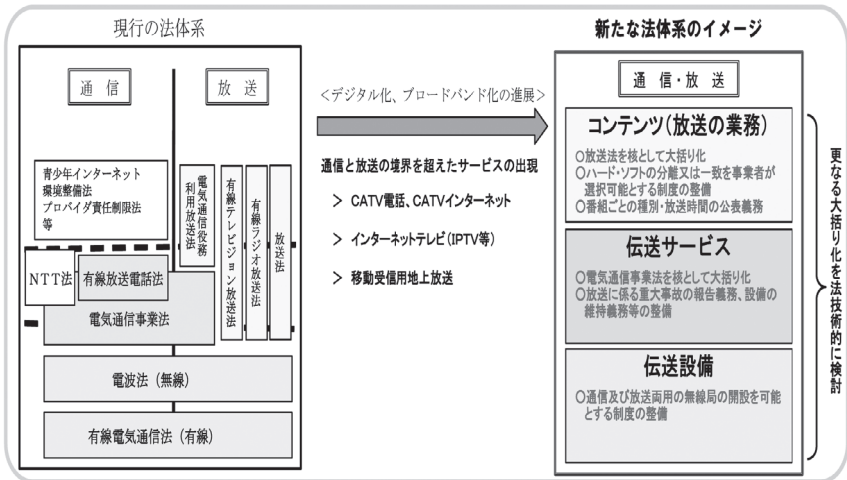 現行の法体系
通信
放送
青少年インターネット
環境整備法
プロバイダ責任制限法
等
電気通信役務
利用放送法
有線テレビジョン放送法
有線ラジオ放送法
放送法
NTT法
有線放送電話法
電気通信事業法
電波法（無線）
有線電気通信法（有線）
＜デジタル化、ブロードバンド化の進展＞
通信と放送の境界を超えたサービスの出現
＞ CATV電話、CATVインターネット
＞ インターネットテレビ（IPTV等）
＞ 移動受信用地上放送
新たな法体系のイメージ
通信・放送
コンテンツ（放送の業務）
○放送法を核として大括り化
○ハード・ソフトの分離又は一致を事業者が
選択可能とする制度の整備
○番組ごとの種別・放送時間の公表義務
伝送サービス
○電気通信事業法を核として大括り化
○放送に係る重大事故の報告義務、設備の
維持義務等の整備
伝送設備
○通信及び放送両用の無線局の開設を可能
とする制度の整備
更なる大括り化を法技術的に検討